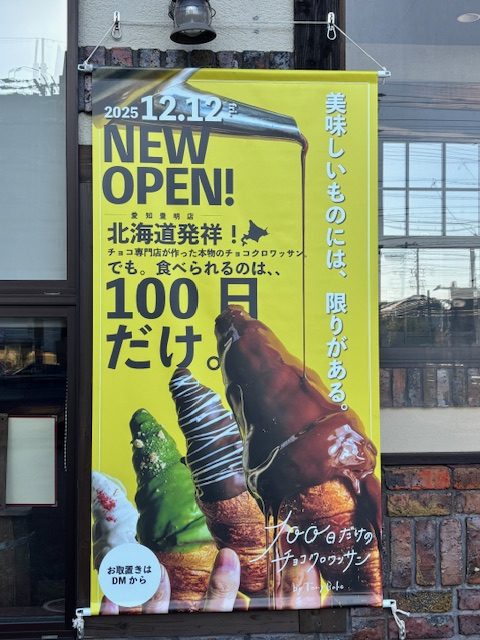 2025 12.12 Fri
NEW
OPEN!
愛知豊明店
北海道発祥!
チョコ専門店が作った本物のチョコクロワッサン。
でも。食べられるのは、、
100日
だけ。
美味しいものには、限りがある。
100日だけの
チョコクロワッサン
お取置きは
DMから